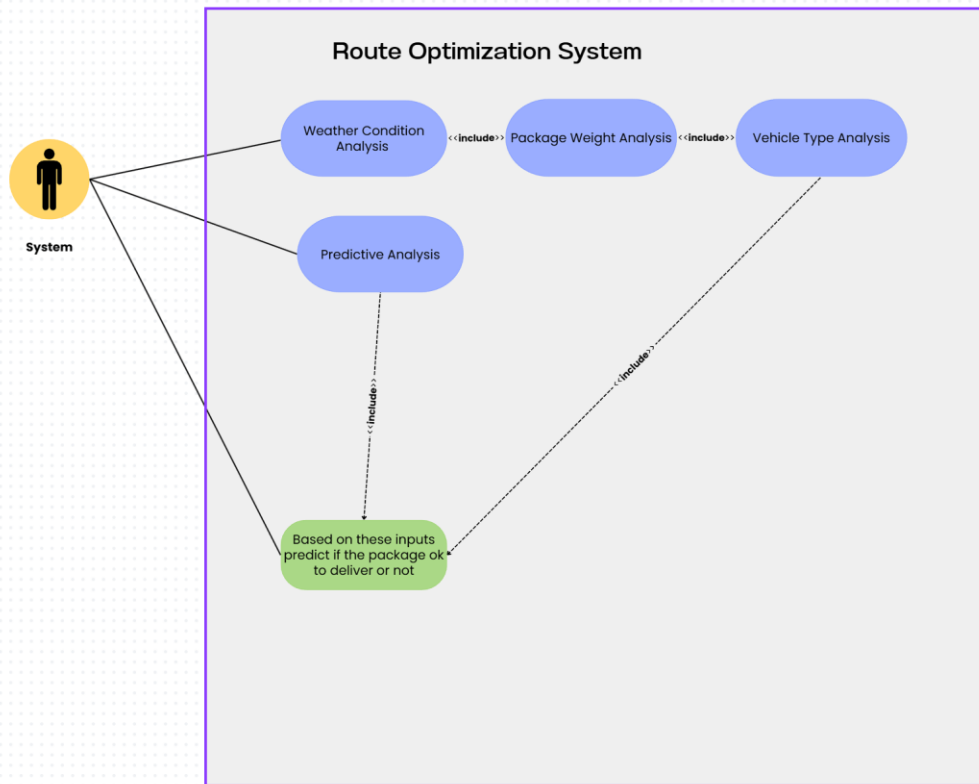 Route Optimization System
Weather Condition
Analysis
<<include>>
Package Weight Analysis
<<include>>
Vehicle Type Analysis
System
Predictive Analysis
<<include>>
<<include>>
Based on these inputs
predict if the package ok
to deliver or not